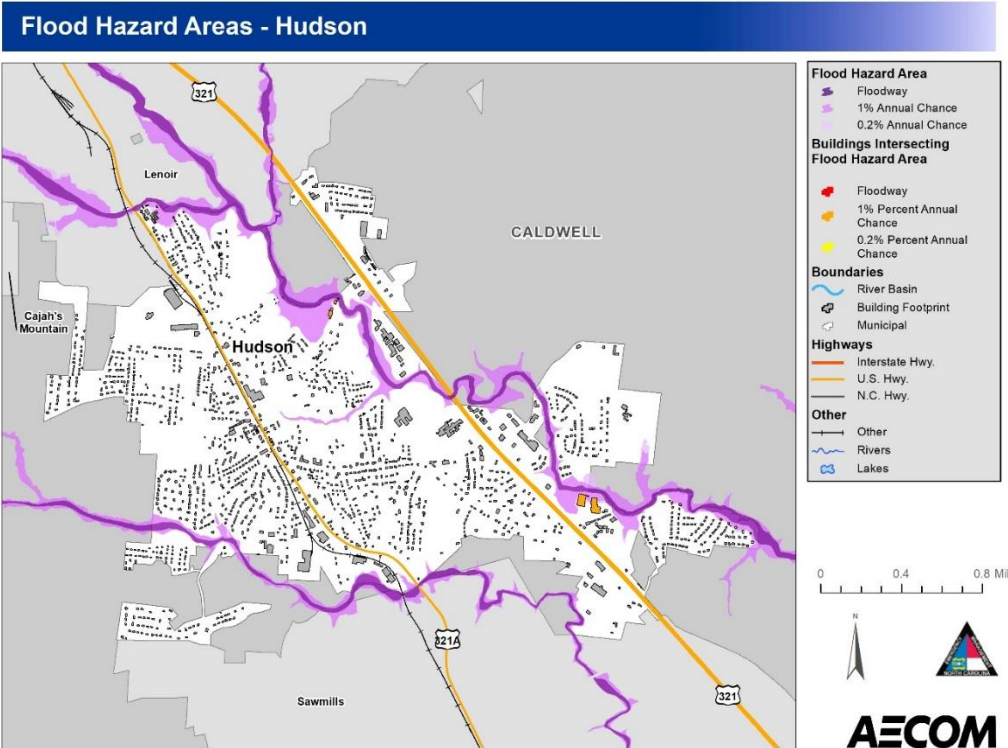 Flood Hazard Areas - Hudson
321
Lenoir
CALDWELL
Cajah's
Mountain
Hudson
321A
Sawmills
321
Flood Hazard Area
Floodway
1% Annual Chance
0.2% Annual Chance
Buildings Intersecting
Flood Hazard Area
Floodway
1% Percent Annual
Chance
0.2% Percent Annual
Chance
Boundaries
River Basin
Building Footprint
Municipal
Highways
Interstate Hwy.
U.S. Hwy.
N.C. Hwy.
Other
Other
Rivers
Lakes
0 0.4 0.8 Mil
N
NORTH CAROLINA
AECOM